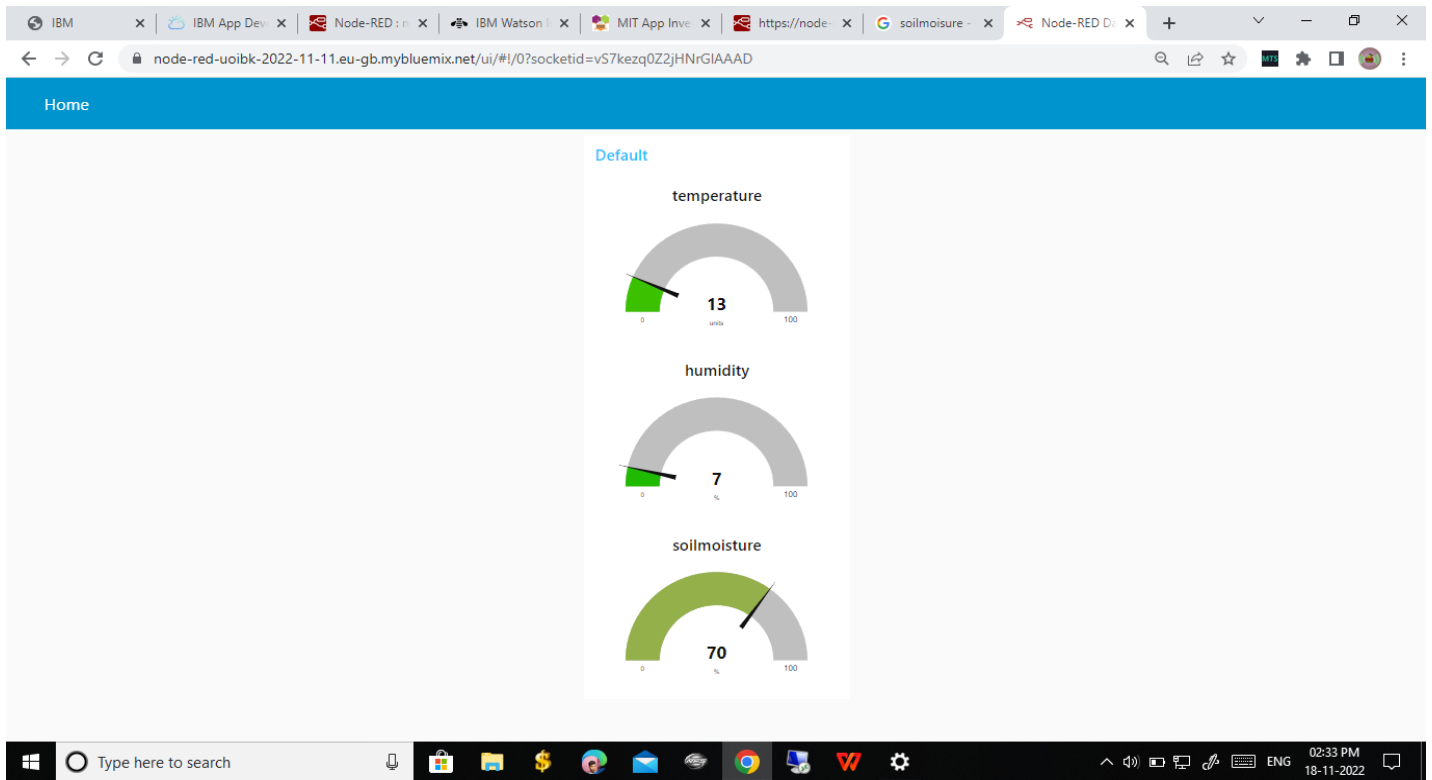 IBM
IBM App Dev
Node-RED : n
IBM Watson I
MIT App Inve
https://node-
soilmoisure -
Node-RED Da
node-red-uoibk-2022-11-11.eu-gb.mybluemix.net/ui/#!/0?socketid=vS7kezq0Z2jHNrGIAAAD
MTS
Home
Default
temperature
13
units
0
100
humidity
7
%
0
100
soilmoisture
70
%
0
100
Type here to search
ENG
02:33 PM
18-11-2022